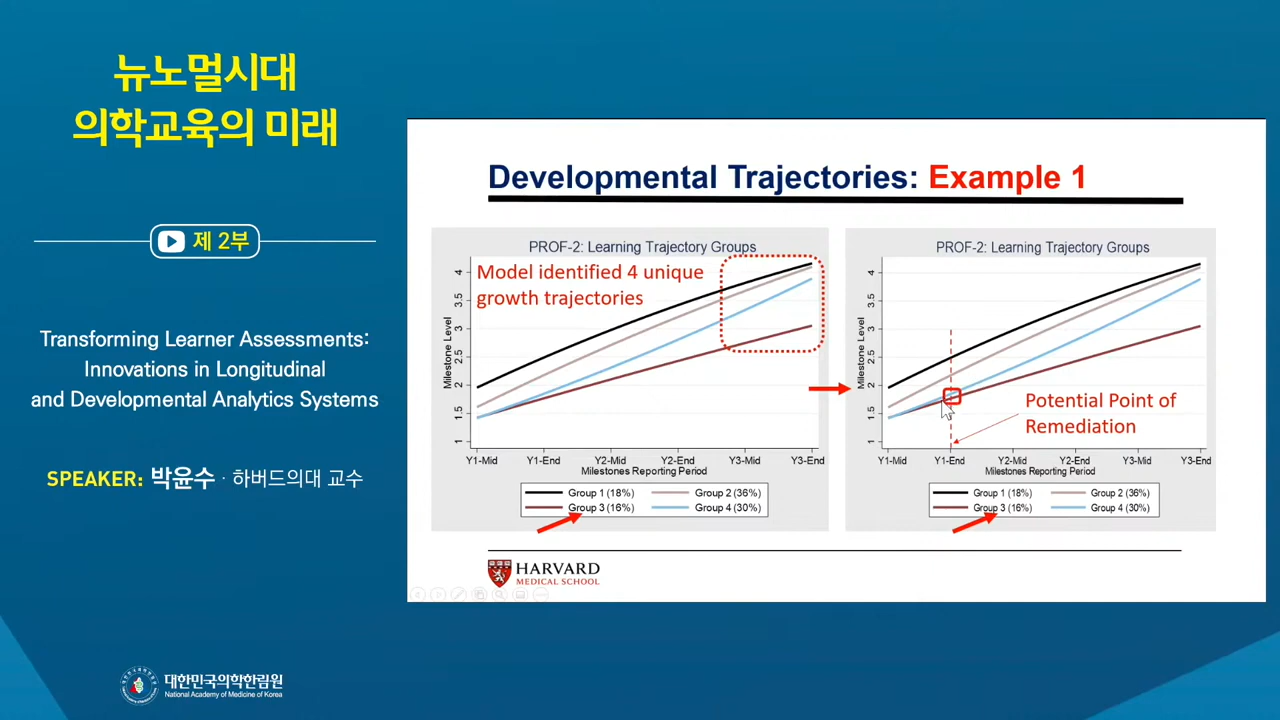 뉴노멀시대
의학교육의 미래
제 2부
Transforming Learner Assessments:
Innovations in Longitudinal
and Developmental Analytics Systems
SPEAKER: 박윤수 · 하버드의대 교수
대한민국의학한림원
National Academy of Medicine of Korea
Developmental Trajectories: Example 1
PROF-2: Learning Trajectory Groups
Model identified 4 unique
growth trajectories
Milestone Level
4
3.5
3
2.5
2
1.5
1
Y1-Mid Y1-End Y2-Mid Y2-End Y3-Mid Y3-End
Milestones Reporting Period
Group 1 (18%) Group 2 (36%)
Group 3 (16%) Group 4 (30%)
PROF-2: Learning Trajectory Groups
Milestone Level
4
3.5
3
2.5
2
1.5
1
Potential Point of
Remediation
Y1-Mid Y1-End Y2-Mid Y2-End Y3-Mid Y3-End
Milestones Reporting Period
Group 1 (18%) Group 2 (36%)
Group 3 (16%) Group 4 (30%)
HARVARD
MEDICAL SCHOOL